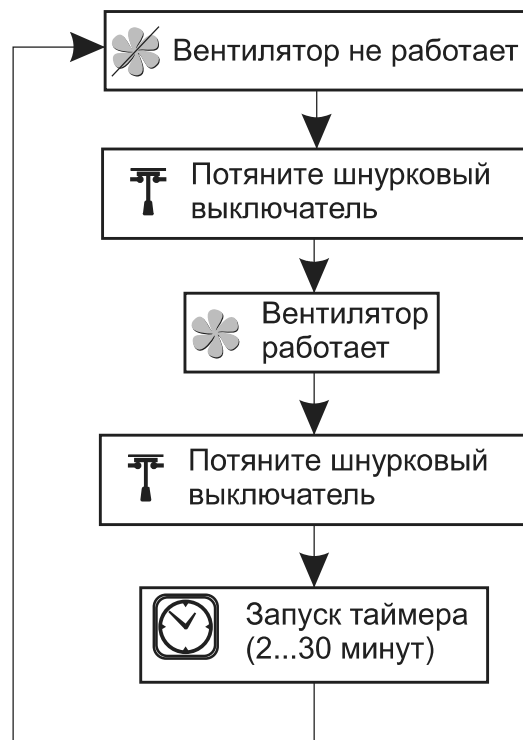 Вентилятор не работает
Потяните шнурковый
выключатель
Вентилятор
работает
Потяните шнурковый
выключатель
Запуск таймера
(2...30 минут)